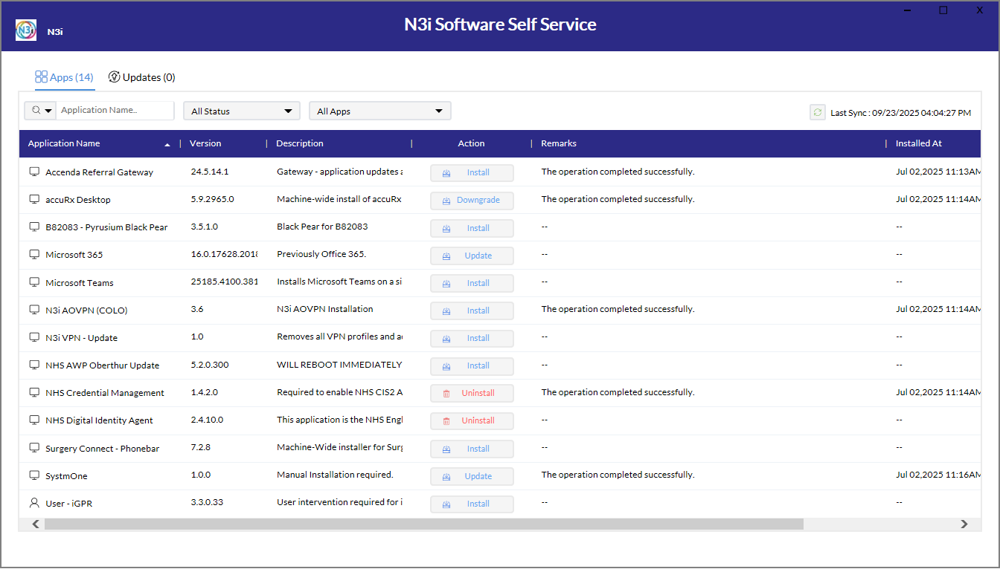 N3i N3i
N3i Software Self Service
Apps (14) Updates (0)
Application Name.. All Status All Apps Last Sync : 09/23/2025 04:04:27 PM
Application Name Version Description Action Remarks Installed At
Accenda Referral Gateway 24.5.14.1 Gateway - application updates a Install The operation completed successfully. Jul 02,2025 11:13AM
accuRx Desktop 5.9.2965.0 Machine-wide install of accuRx Downgrade The operation completed successfully. Jul 02,2025 11:14AM
B82083 - Pyrusium Black Pear 3.5.1.0 Black Pear for B82083 Install -- --
Microsoft 365 16.0.17628.2018 Previously Office 365. Update -- --
Microsoft Teams 25185.4100.381 Installs Microsoft Teams on a si Install -- --
N3i AOVPN (COLO) 3.6 N3i AOVPN Installation Install The operation completed successfully. Jul 02,2025 11:14AM
N3i VPN - Update 1.0 Removes all VPN profiles and a Install -- --
NHS AWP Oberthur Update 5.2.0.300 WILL REBOOT IMMEDIATELY Install -- --
NHS Credential Management 1.4.2.0 Required to enable NHS CIS2 A Uninstall The operation completed successfully. Jul 02,2025 11:14AM
NHS Digital Identity Agent 2.4.10.0 This application is the NHS Engl Uninstall -- --
Surgery Connect - Phonebar 7.2.8 Machine-Wide installer for Surg Install -- --
SystmOne 1.0.0 Manual Installation required. Update The operation completed successfully. Jul 02,2025 11:16AM
User - iGPR 3.3.0.33 User intervention required for i Install -- --